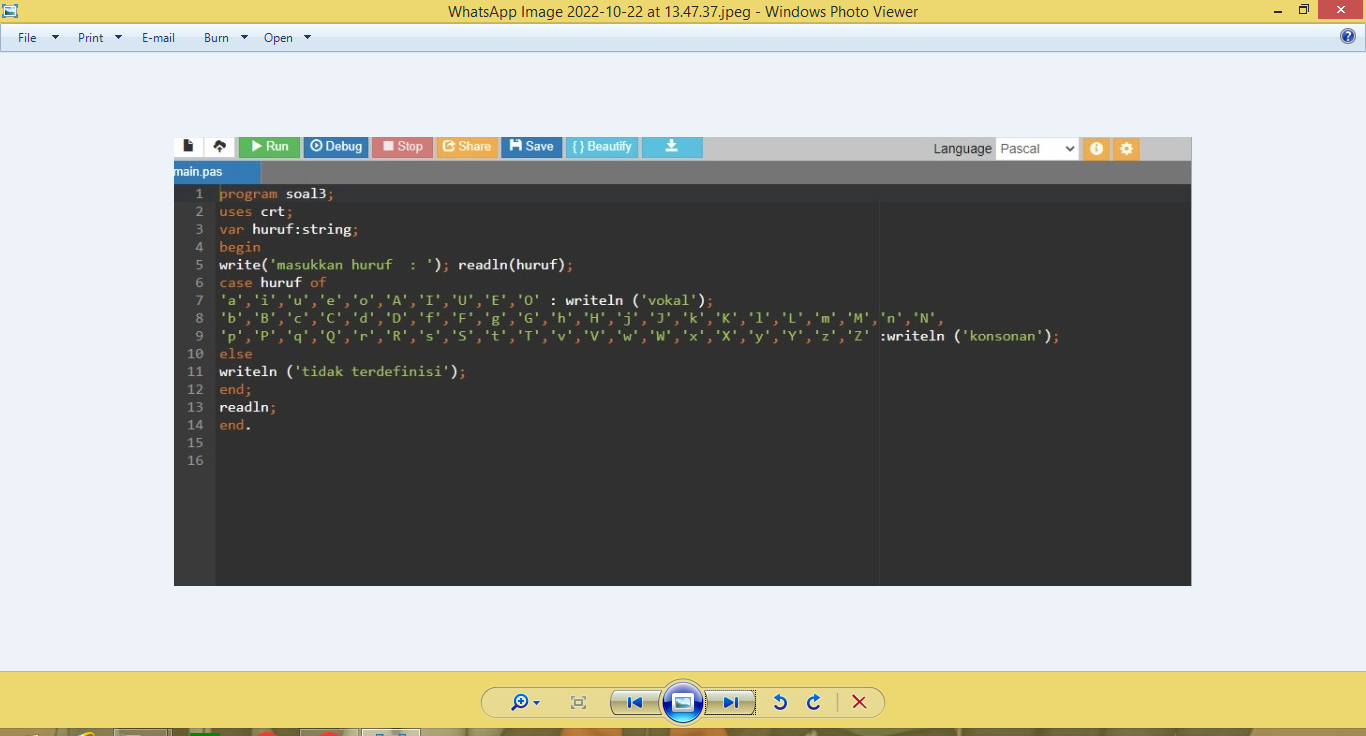 WhatsApp Image 2022-10-22 at 13.47.37.jpeg - Windows Photo Viewer
File Print E-mail Burn Open
Run Debug Stop Share Save { } Beautify Language Pascal
main.pas
1 program soal3;
2 uses crt;
3 var huruf:string;
4 begin
5 write('masukkan huruf  : '); readln(huruf);
6 case huruf of
7 'a','i','u','e','o','A','I','U','E','O' : writeln ('vokal');
8 'b','B','c','C','d','D','f','F','g','G','h','H','j','J','k','K','l','L','m','M','n','N',
9 'p','P','q','Q','r','R','s','S','t','T','v','V','w','W','x','X','y','Y','z','Z' :writeln ('konsonan');
10 else
11 writeln ('tidak terdefinisi');
12 end;
13 readln;
14 end.
15
16